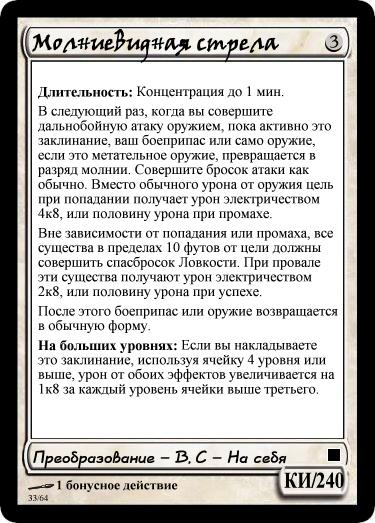 Молниевидная стрела
3
Длительность: Концентрация до 1 мин.
В следующий раз, когда вы совершите
дальнобойную атаку оружием, пока активно это
заклинание, ваш боеприпас или само оружие,
если это метательное оружие, превращается в
разряд молнии. Совершите бросок атаки как
обычно. Вместо обычного урона от оружия цель
при попадании получает урон электричеством
4к8, или половину урона при промахе.
Вне зависимости от попадания или промаха, все
существа в пределах 10 футов от цели должны
совершить спасбросок Ловкости. При провале
эти существа получают урон электричеством
2к8, или половину урона при успехе.
После этого боеприпас или оружие возвращается
в обычную форму.
На больших уровнях: Если вы накладываете
это заклинание, используя ячейку 4 уровня или
выше, урон от обоих эффектов увеличивается на
1к8 за каждый уровень ячейки выше третьего.
Преобразование – В, С – На себя
1 бонусное действие
КИ/240
33/64